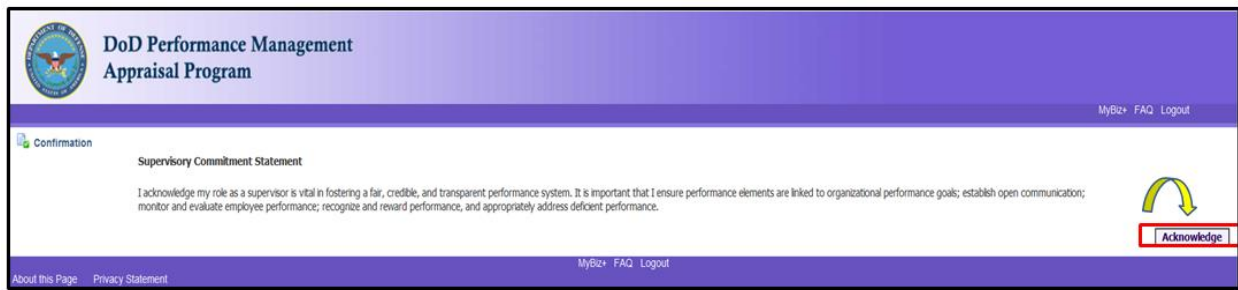 DoD Performance Management
Appraisal Program
MyBiz+ FAQ Logout
Confirmation
Supervisory Commitment Statement
I acknowledge my role as a supervisor is vital in fostering a fair, credible, and transparent performance system. It is important that I ensure performance elements are linked to organizational performance goals; establish open communication;
monitor and evaluate employee performance; recognize and reward performance, and appropriately address deficient performance.
Acknowledge
MyBiz+ FAQ Logout
About this Page Privacy Statement